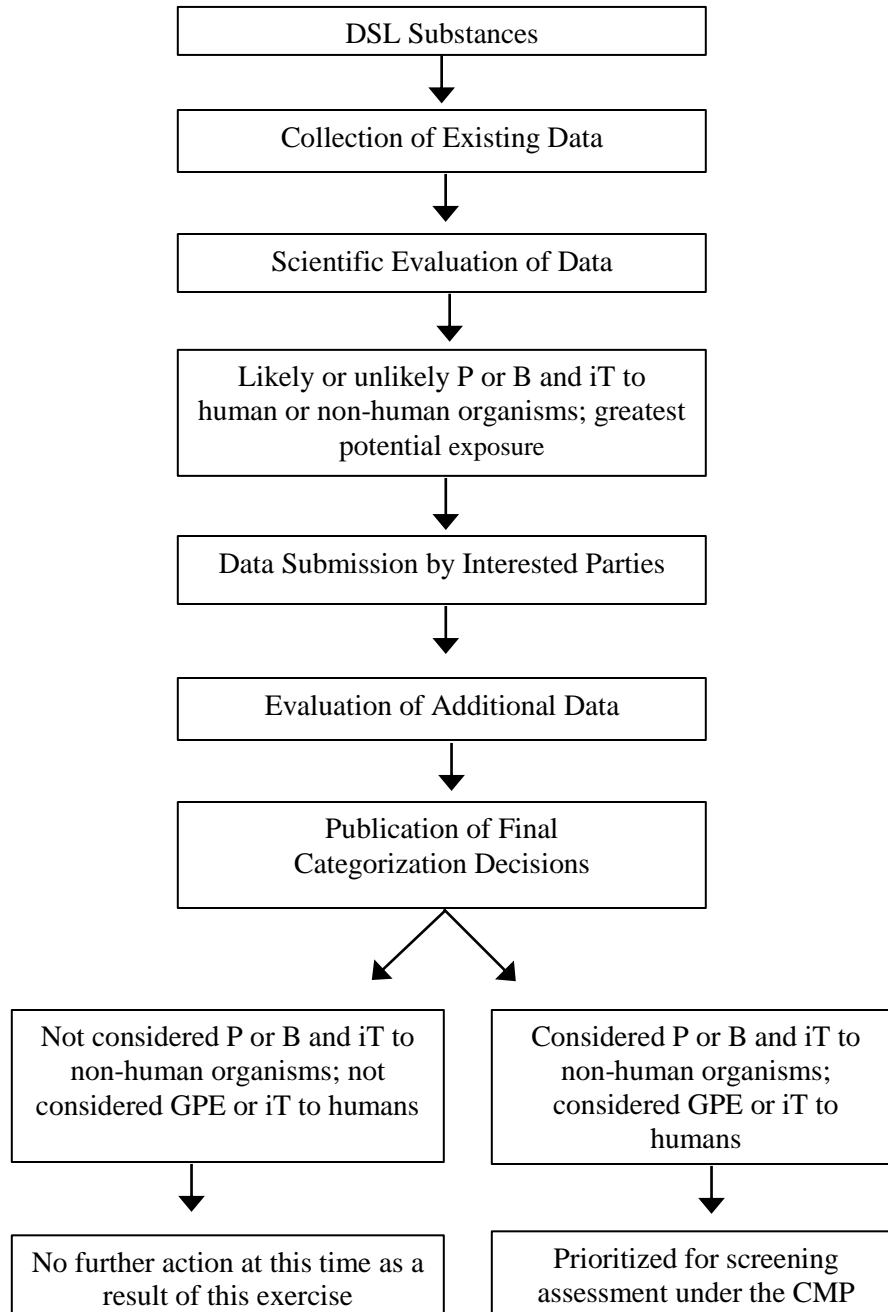 DSL Substances
Collection of Existing Data
Scientific Evaluation of Data
Likely or unlikely P or B and iT to
human or non-human organisms; greatest
potential exposure
Data Submission by Interested Parties
Evaluation of Additional Data
Publication of Final
Categorization Decisions
Not considered P or B and iT to
non-human organisms; not
considered GPE or iT to humans
Considered P or B and iT to
non-human organisms;
considered GPE or iT to
humans
No further action at this time as a
result of this exercise
Prioritized for screening
assessment under the CMP